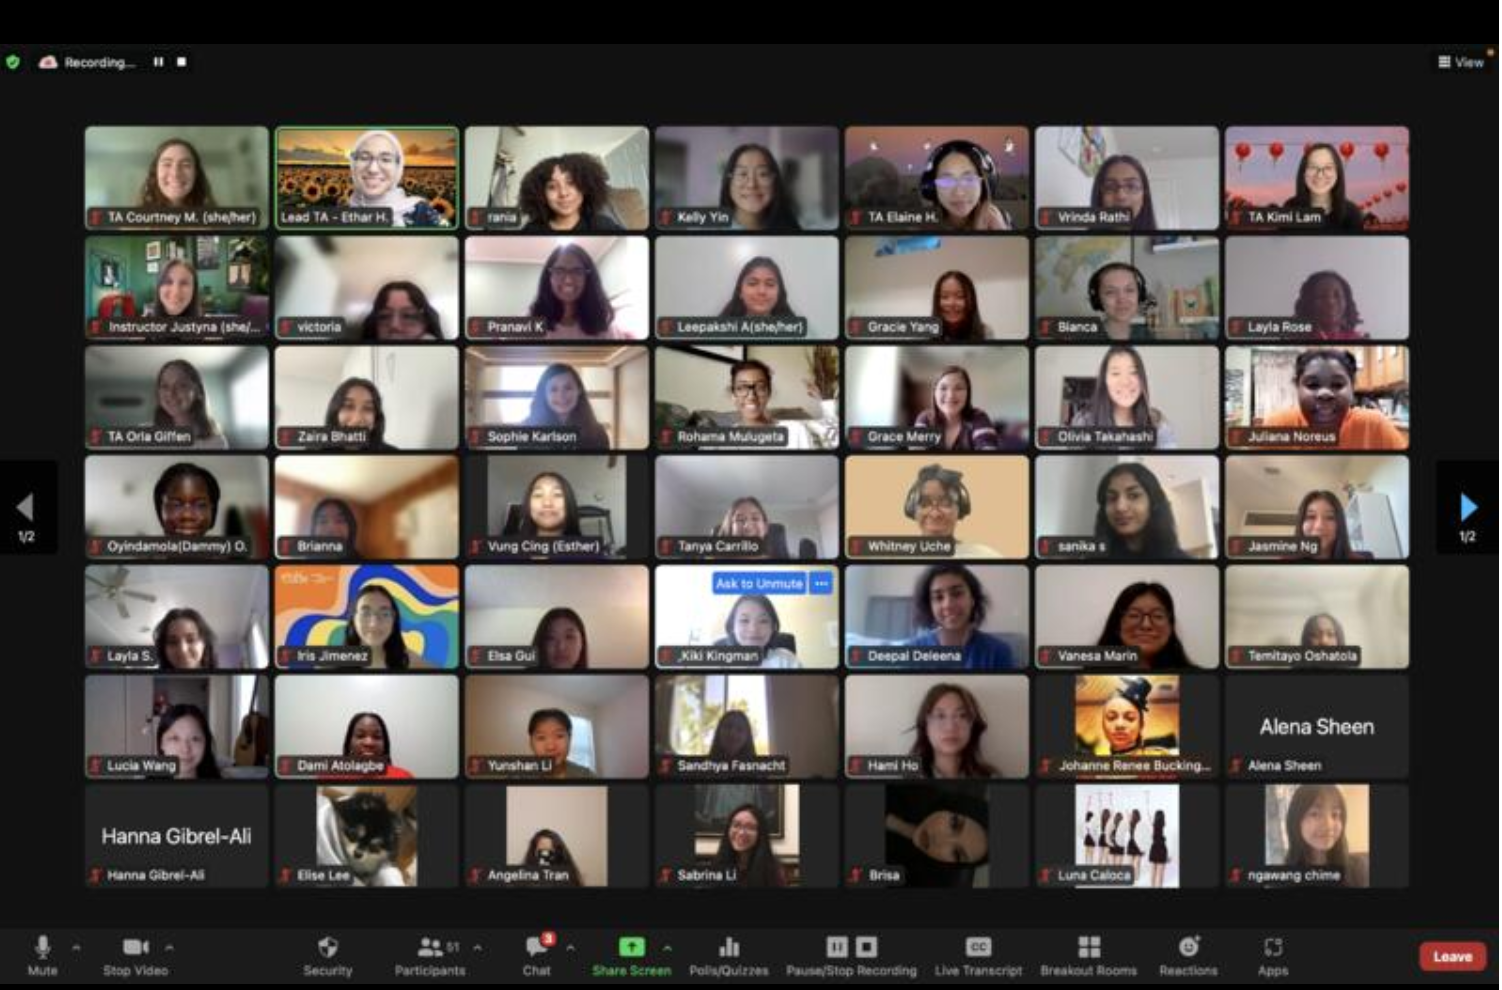 Recording...
View
TA Courtney M. (she/her)
Lead TA - Ethar H.
rania
Kelly Yin
TA Elaine H.
Vrinda Rathi
TA Kimi Lam
Instructor Justyna (she/...
victoria
Pranavi K
Leepakshi A(she/her)
Gracie Yang
Bianca
Layla Rose
TA Orla Giffen
Zaira Bhatti
Sophie Karlson
Rohama Mulugeta
Grace Merry
Olivia Takahashi
Juliana Noreus
1/2
Oyindamola(Dammy) O.
Brianna
Vung Cing (Esther)
Tanya Carrillo
Whitney Uche
sanika s
Jasmine Ng
1/2
Ask to Unmute ...
Layla S.
Iris Jimenez
Elsa Gui
Kiki Kingman
Deepal Deleena
Vanesa Marin
Temitayo Oshatola
Lucia Wang
Dami Atolagbe
Yunshan Li
Sandhya Fasnacht
Hami Ho
Johanne Renee Bucking...
Alena Sheen
Alena Sheen
Hanna Gibrel-Ali
Hanna Gibrel-Ali
Elise Lee
Angelina Tran
Sabrina Li
Brisa
Luna Caloca
ngawang chime
Mute
Stop Video
Security
51
Participants
3
Chat
Share Screen
Polls/Quizzes
Pause/Stop Recording
CC
Live Transcript
Breakout Rooms
Reactions
Apps
Leave